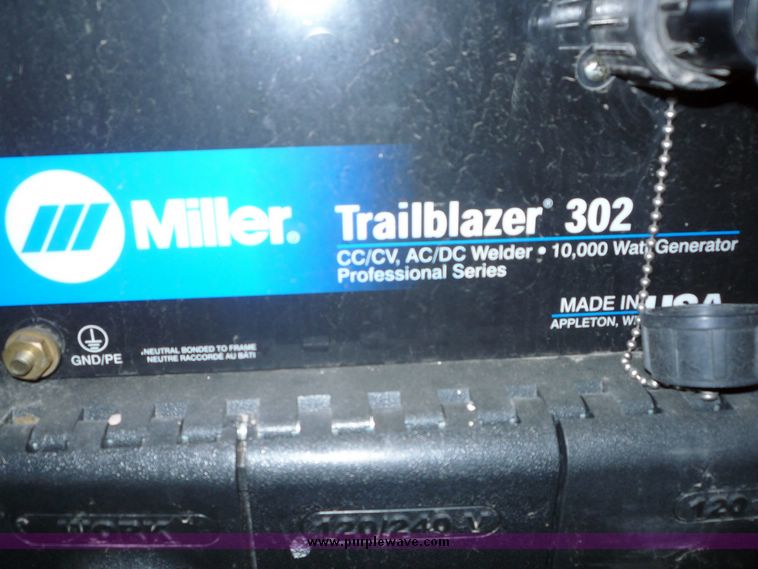 Miller. Trailblazer® 302
CC/CV, AC/DC Welder • 10,000 Watt Generator
Professional Series
MADE IN USA
APPLETON,
GND/PE
NEUTRAL BONDED TO FRAME
NEUTRE RACCORDÉ AU BÂTI
WORK
120/240 V
120
www.purplewave.com